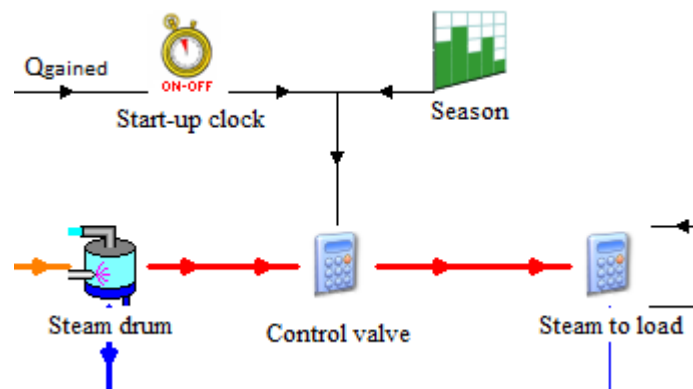 Qgained
ON-OFF
Start-up clock
Season
Steam drum
Control valve
Steam to load